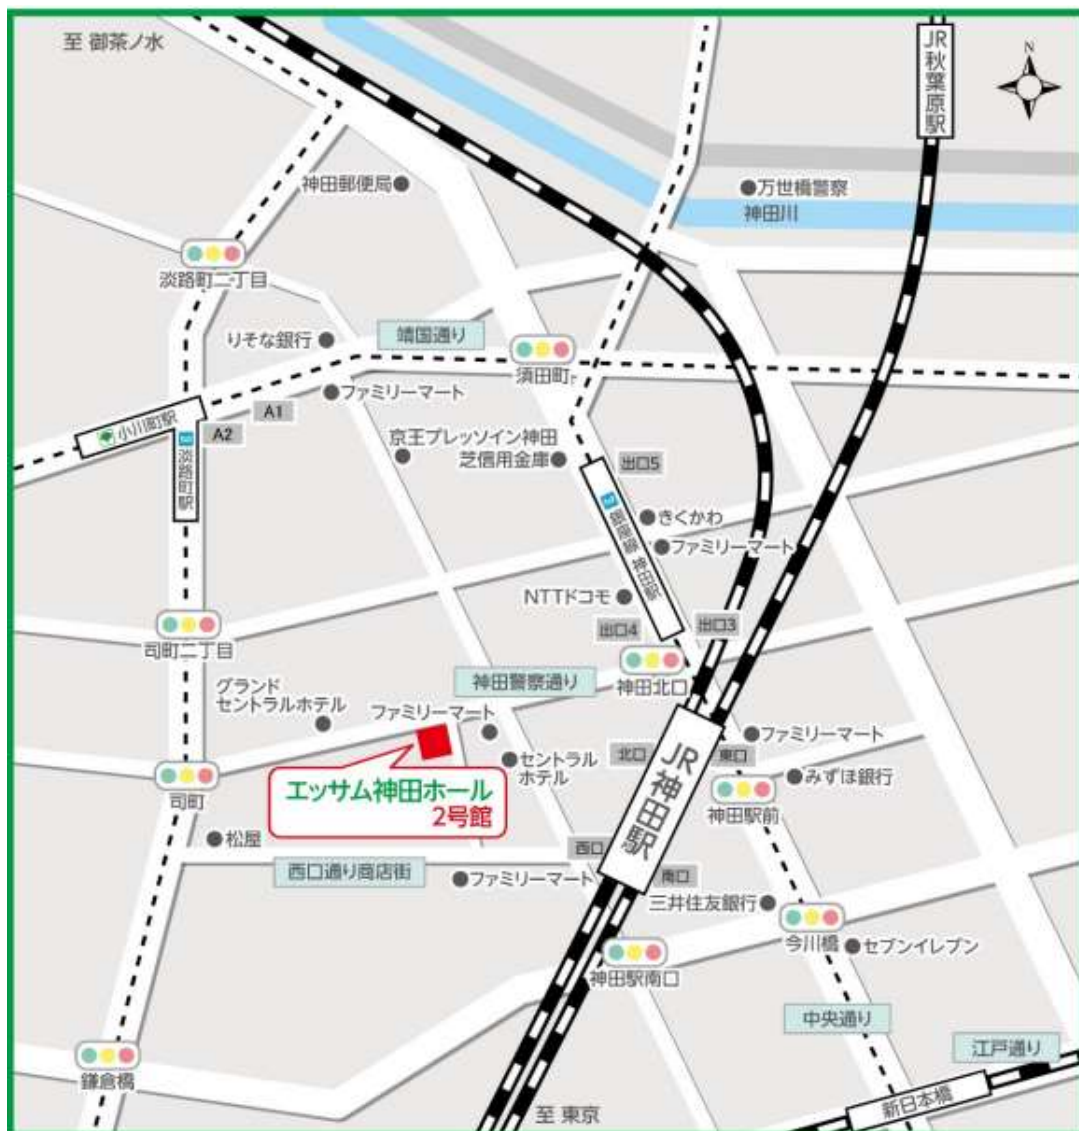 至 御茶ノ水
JR秋葉原駅
N
神田郵便局
万世橋警察
神田川
淡路町二丁目
りそな銀行
靖国通り
須田町
ファミリーマート
A1
A2
小川町駅
淡路町駅
京王プレッソイン神田
芝信用金庫
出口5
きくかわ
ファミリーマート
銀座線 神田駅
NTTドコモ
出口4
出口3
司町二丁目
神田警察通り
神田北口
グランド
セントラルホテル
ファミリーマート
セントラル
ホテル
エッサム神田ホール
2号館
司町
北口
JR神田駅
東口
ファミリーマート
みずほ銀行
神田駅前
松屋
西口
西口通り商店街
ファミリーマート
南口
三井住友銀行
今川橋
セブンイレブン
神田駅南口
中央通り
江戸通り
鎌倉橋
新日本橋
至 東京